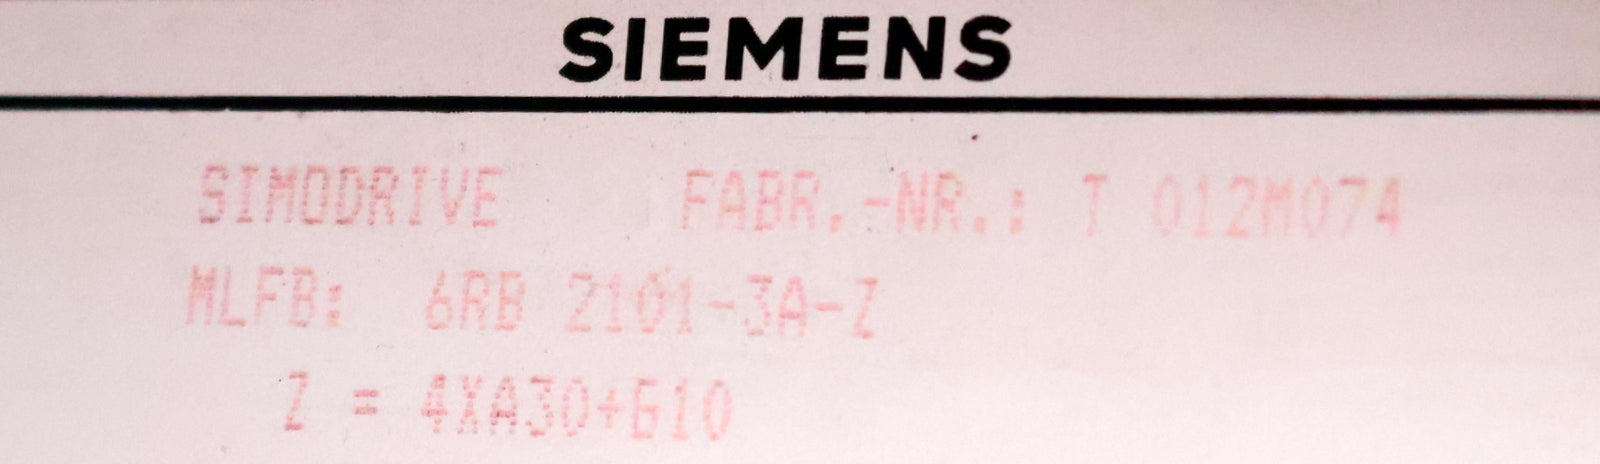 SIEMENS
SIMODRIVE FABR.-NR.: T 012M074
MLFB: 6RB 2101-3A-Z
Z = 4XA30+G10